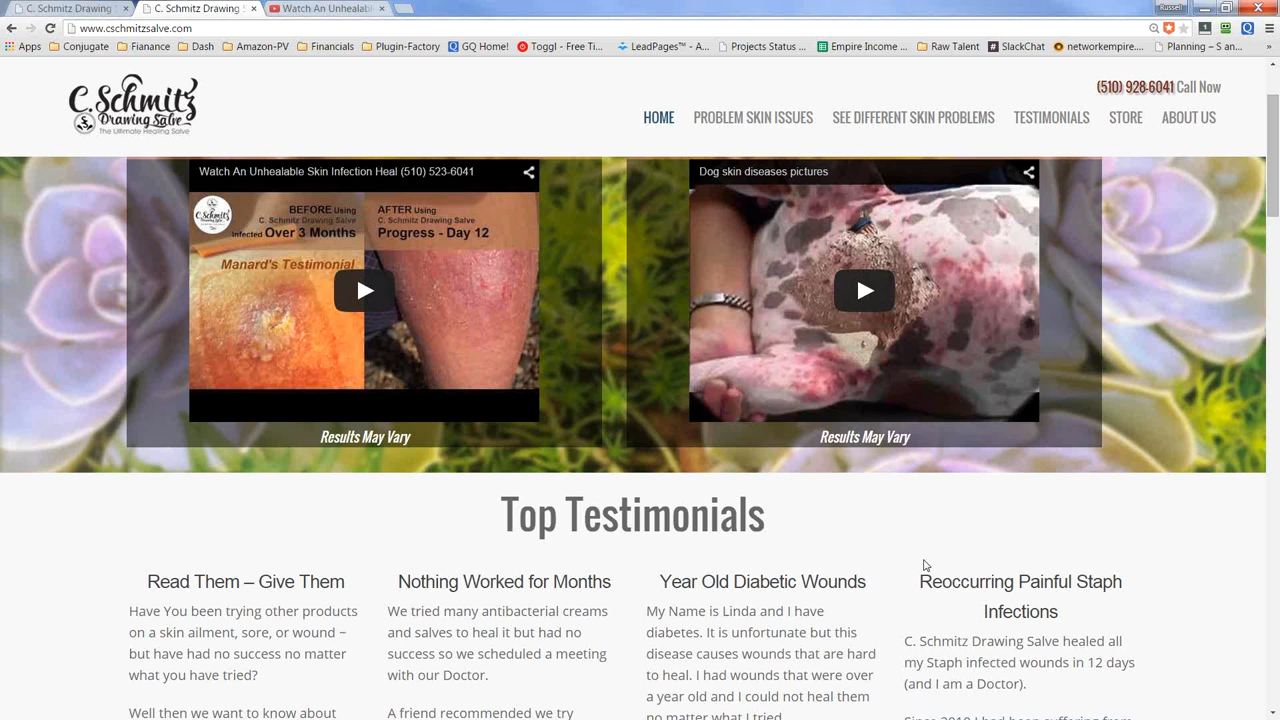 C. Schmitz Drawing S
C. Schmitz Drawing S
Watch An Unhealabl
Russell
www.cschmitzsalve.com
Apps
Conjugate
Fianance
Dash
Amazon-PV
Financials
Plugin-Factory
GQ Home!
Toggl - Free Ti...
LeadPages™ - A...
Projects Status ...
Empire Income ...
Raw Talent
SlackChat
networkempire....
Planning – S an...
C. Schmitz
Drawing Salve
The Ultimate Healing Salve
(510) 928-6041 Call Now
HOME
PROBLEM SKIN ISSUES
SEE DIFFERENT SKIN PROBLEMS
TESTIMONIALS
STORE
ABOUT US
Watch An Unhealable Skin Infection Heal (510) 523-6041
BEFORE Using
C. Schmitz Drawing Salve
Infected Over 3 Months
Manard's Testimonial
AFTER Using
C. Schmitz Drawing Salve
Progress - Day 12
Results May Vary
Dog skin diseases pictures
Results May Vary
Top Testimonials
Read Them – Give Them
Have You been trying other products
on a skin ailment, sore, or wound ~
but have had no success no matter
what you have tried?
Well then we want to know about
Nothing Worked for Months
We tried many antibacterial creams
and salves to heal it but had no
success so we scheduled a meeting
with our Doctor.
A friend recommended we try
Year Old Diabetic Wounds
My Name is Linda and I have
diabetes. It is unfortunate but this
disease causes wounds that are hard
to heal. I had wounds that were over
a year old and I could not heal them
no matter what I tried.
Reoccurring Painful Staph
Infections
C. Schmitz Drawing Salve healed all
my Staph infected wounds in 12 days
(and I am a Doctor).
Since 2010 I had been suffering from